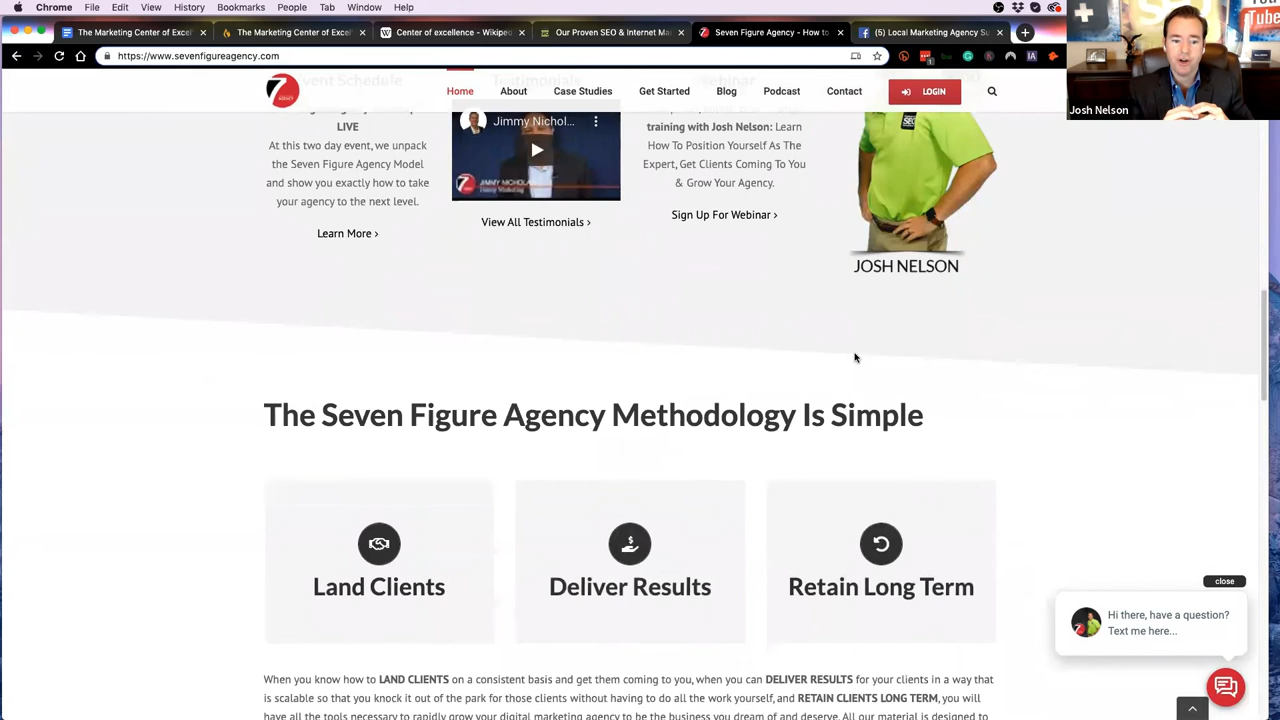 Chrome File Edit View History Bookmarks People Tab Window Help
The Marketing Center of Excel
The Marketing Center of Excel
Center of excellence - Wikipe
Our Proven SEO & Internet Ma
Seven Figure Agency - How to
(5) Local Marketing Agency Su
https://www.sevenfigureagency.com
Josh Nelson
Home About Case Studies Get Started Blog Podcast Contact LOGIN
Event Schedule
Testimonials
Webinar
LIVE
At this two day event, we unpack
the Seven Figure Agency Model
and show you exactly how to take
your agency to the next level.
Learn More ›
Jimmy Nichol...
View All Testimonials ›
training with Josh Nelson: Learn
How To Position Yourself As The
Expert, Get Clients Coming To You
& Grow Your Agency.
Sign Up For Webinar ›
SEO
JOSH NELSON
The Seven Figure Agency Methodology Is Simple
Land Clients
Deliver Results
Retain Long Term
close
Hi there, have a question?
Text me here...
When you know how to LAND CLIENTS on a consistent basis and get them coming to you, when you can DELIVER RESULTS for your clients in a way that
is scalable so that you knock it out of the park for those clients without having to do all the work yourself, and RETAIN CLIENTS LONG TERM, you will
have all the tools necessary to rapidly grow your digital marketing agency to be the business you dream of and deserve. All our material is designed to